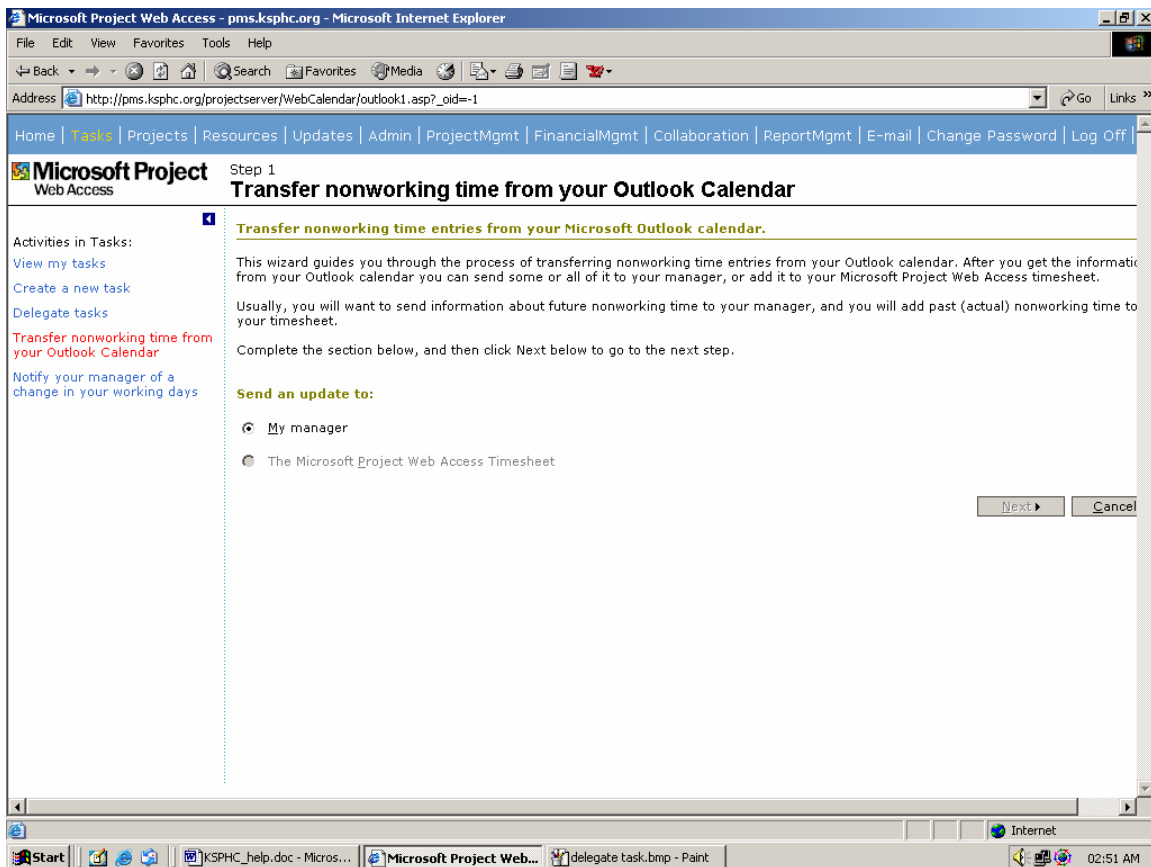 Microsoft Project Web Access - pms.ksphc.org - Microsoft Internet Explorer
File Edit View Favorites Tools Help
Back Search Favorites Media
Address http://pms.ksphc.org/projectserver/WebCalendar/outlook1.asp?_oid=-1 Go Links »
Home | Tasks | Projects | Resources | Updates | Admin | ProjectMgmt | FinancialMgmt | Collaboration | ReportMgmt | E-mail | Change Password | Log Off |
Microsoft Project
Web Access
Step 1
Transfer nonworking time from your Outlook Calendar
Activities in Tasks:
View my tasks
Create a new task
Delegate tasks
Transfer nonworking time from
your Outlook Calendar
Notify your manager of a
change in your working days
Transfer nonworking time entries from your Microsoft Outlook calendar.
This wizard guides you through the process of transferring nonworking time entries from your Outlook calendar. After you get the informatio
from your Outlook calendar you can send some or all of it to your manager, or add it to your Microsoft Project Web Access timesheet.
Usually, you will want to send information about future nonworking time to your manager, and you will add past (actual) nonworking time to
your timesheet.
Complete the section below, and then click Next below to go to the next step.
Send an update to:
My manager
The Microsoft Project Web Access Timesheet
Next Cancel
Internet
Start KSPHC_help.doc - Micros... Microsoft Project Web... delegate task.bmp - Paint 02:51 AM